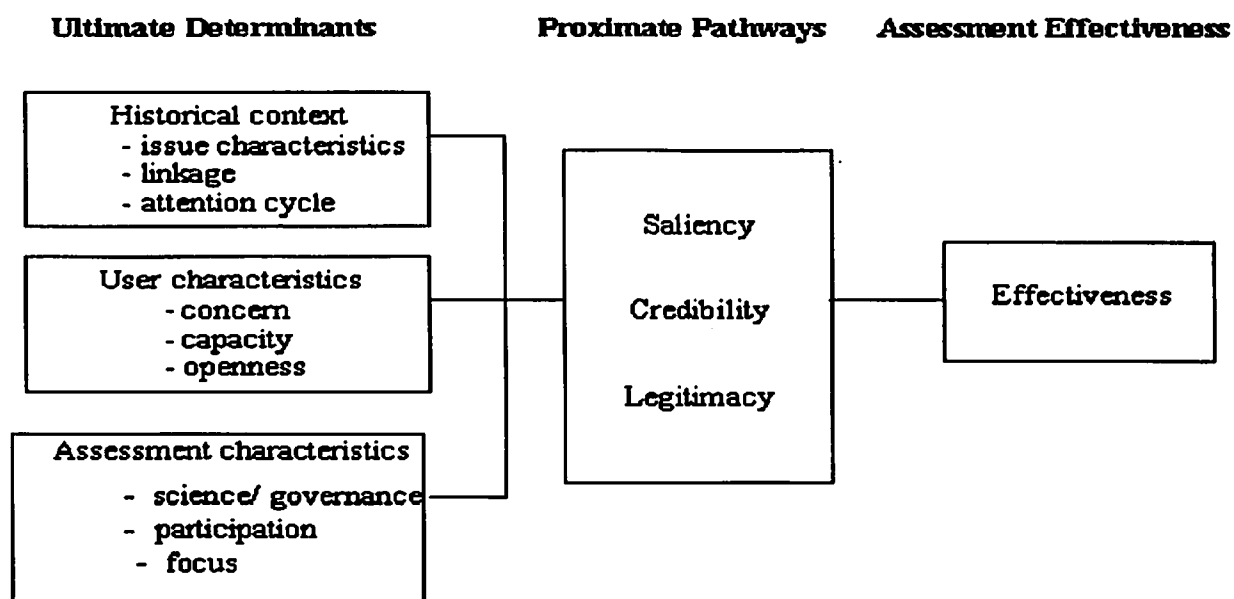 Ultimate Determinants
Proximate Pathways
Assessment Effectiveness
Historical context
- issue characteristics
- linkage
- attention cycle
User characteristics
- concern
- capacity
- openness
Assessment characteristics
- science/ governance
- participation
- focus
Saliency
Credibility
Legitimacy
Effectiveness